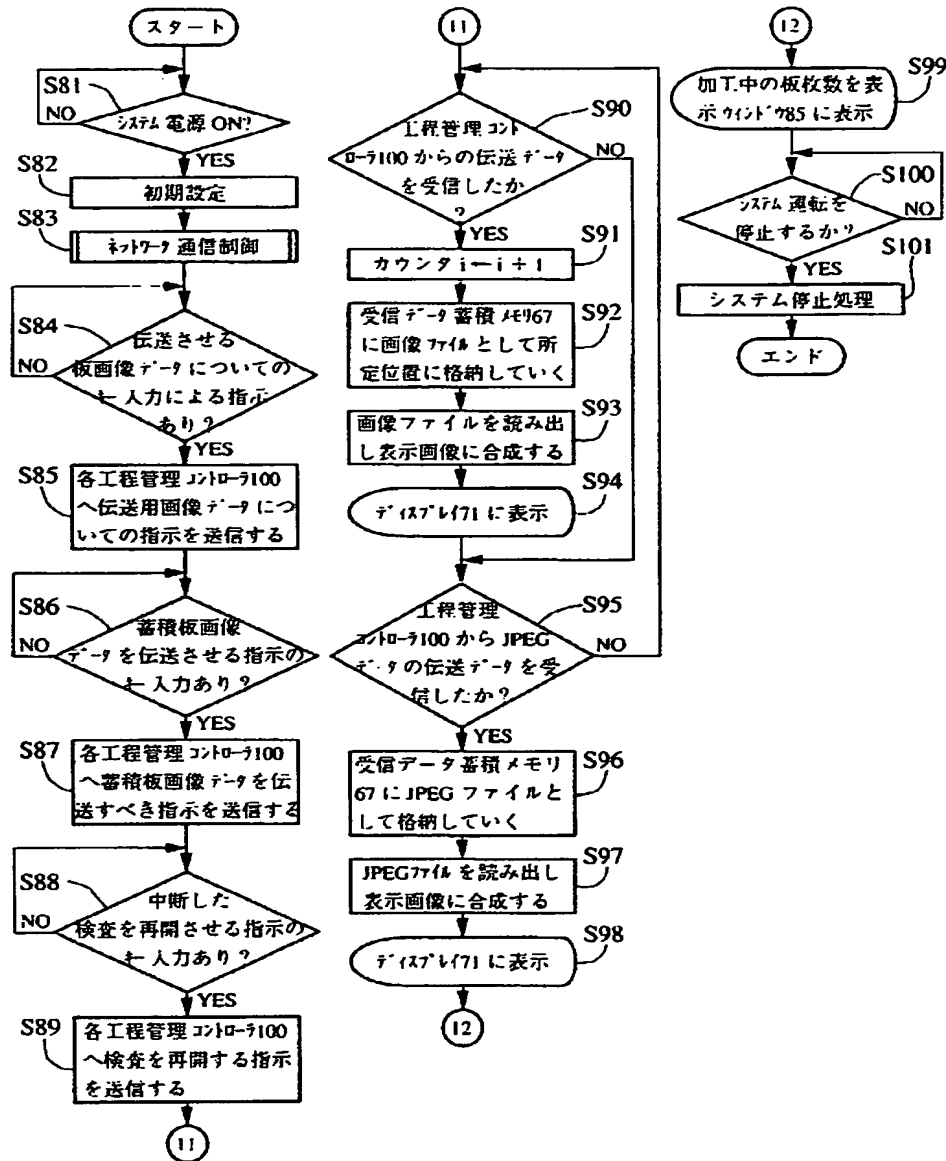 スタート
S81
システム 電源 ON?
NO
YES
S82
初期設定
S83
ネットワーク 通信制御
S84
伝送させる
板画像 データ についての
キー 入力による指示
あり?
NO
YES
S85
各工程管理 コントローラ100
へ伝送用画像 データ につ
いての指示を送信する
S86
蓄積板画像
データ を伝送させる 指示の
キー 入力あり?
NO
YES
S87
各工程管理 コントローラ100
へ蓄積板画像 データ を伝
送すべき指示を送信する
S88
中断した
検査を再開させる指示の
キー 入力あり?
NO
YES
S89
各工程管理 コントローラ100
へ検査を再開する指示
を送信する
11
11
S90
工程管理 コント
ローラ100 からの伝送 データ
を受信したか
?
NO
YES
S91
カウンタ i←i+1
S92
受信 データ 蓄積 メモリ67
に画像 ファイル として所
定位置に格納していく
S93
画像ファイルを読み出
し表示画像に合成する
S94
ディスプレイ71 に表示
S95
工程管理
コントローラ100 から JPEG
データ の伝送データ を受
信したか?
NO
YES
S96
受信データ蓄積メモリ
67 に JPEG ファイルと
して格納していく
S97
JPEGファイル を読み出し
表示画像に合成する
S98
ディスプレイ71 に表示
12
12
S99
加工中の板枚数を表
示 ウィンドウ85 に表示
S100
システム 運転を
停止するか?
NO
YES
S101
システム停止処理
エンド